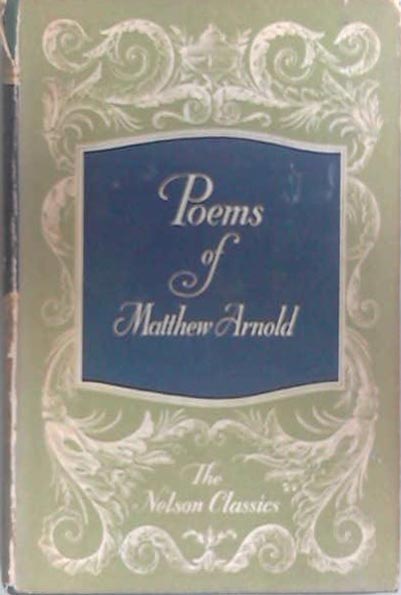 Poems
of
Matthew Arnold
The
Nelson Classics